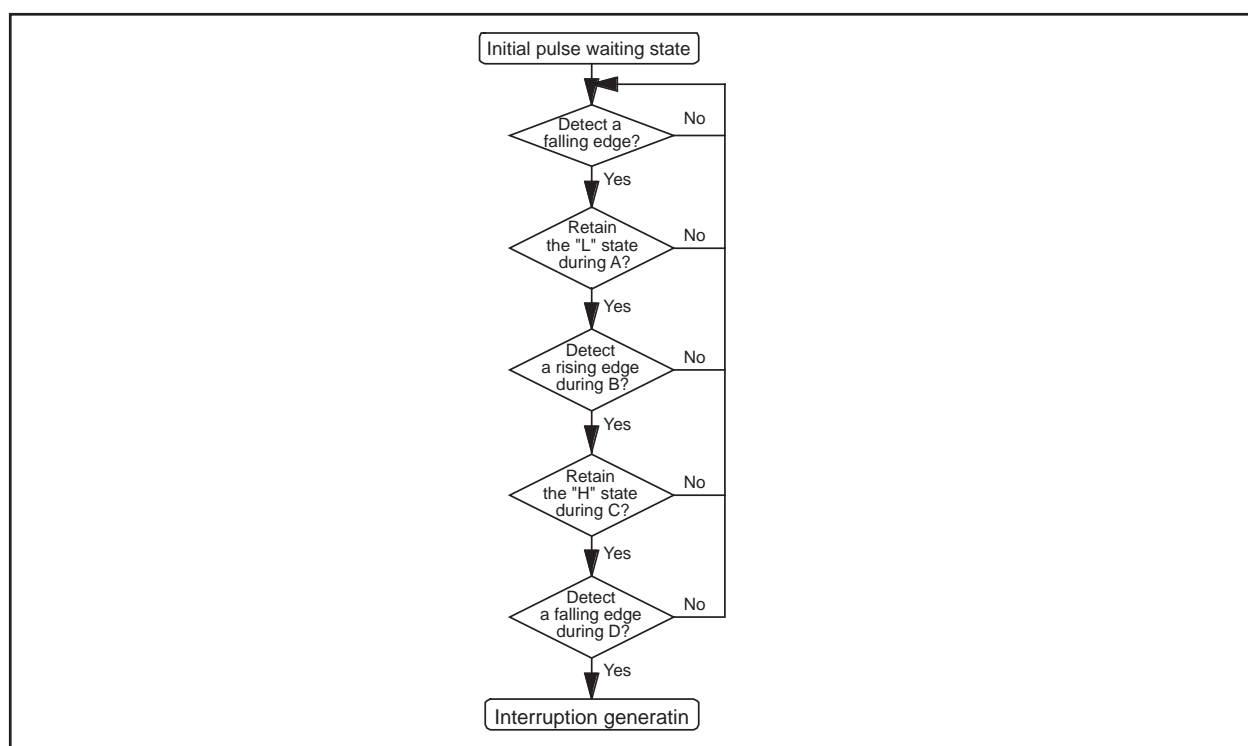 Initial pulse waiting state
Detect a
falling edge?
No
Yes
Retain
the "L" state
during A?
No
Yes
Detect
a rising edge
during B?
No
Yes
Retain
the "H" state
during C?
No
Yes
Detect
a falling edge
during D?
No
Yes
Interruption generatin